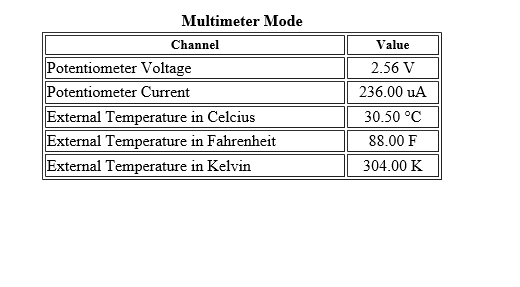 Multimeter Mode
Channel Value
Potentiometer Voltage 2.56 V
Potentiometer Current 236.00 uA
External Temperature in Celcius 30.50 °C
External Temperature in Fahrenheit 88.00 F
External Temperature in Kelvin 304.00 K